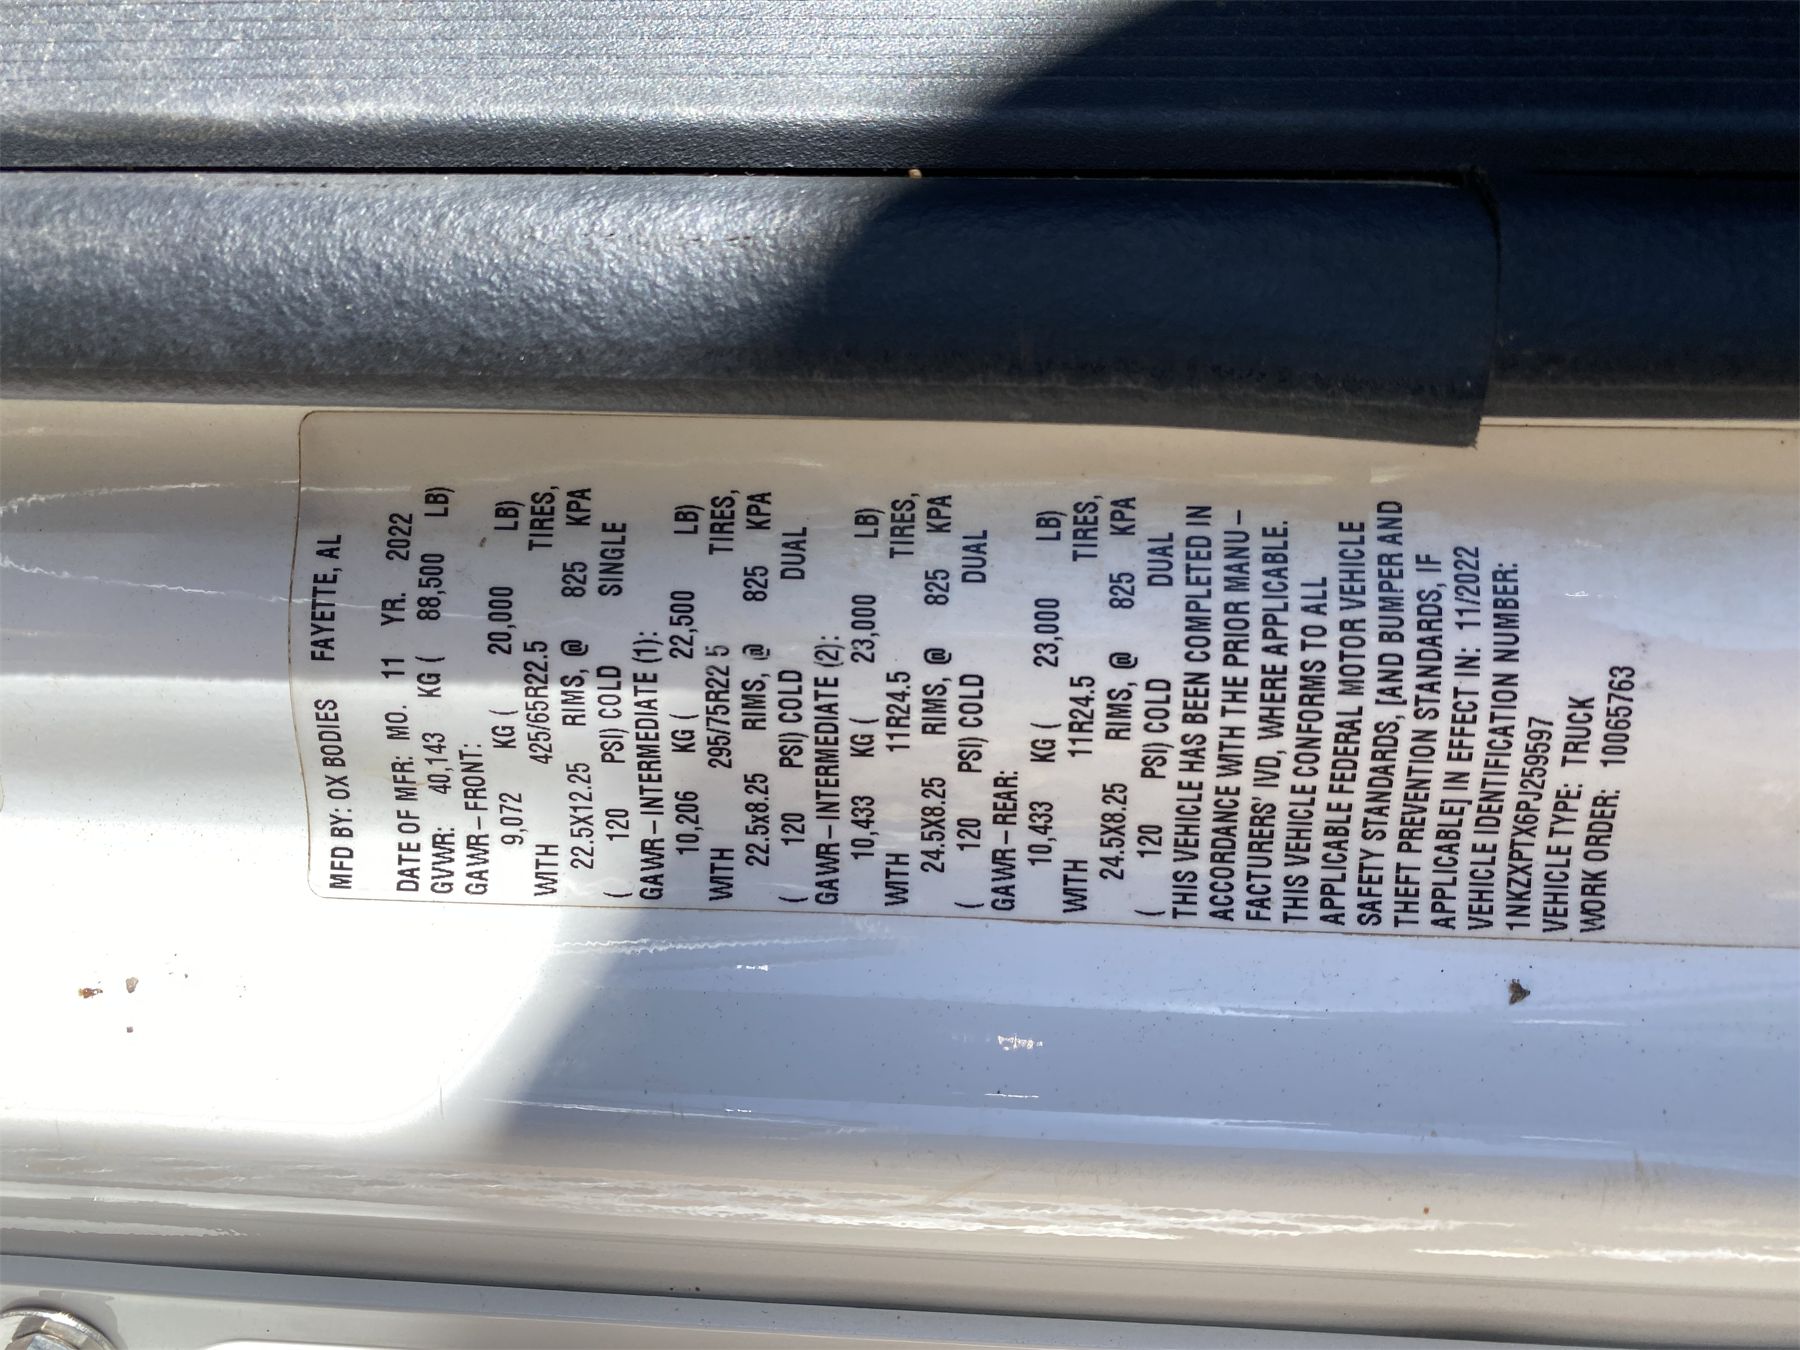 MFD BY: OX BODIES FAYETTE, AL
DATE OF MFR: MO. 11 YR. 2022
GVWR: 40,143 KG ( 88,500 LB)
GAWR-FRONT:
9,072 KG ( 20,000 LB)
WITH 425/65R22.5 TIRES,
22.5X12.25 RIMS, @ 825 KPA
( 120 PSI) COLD SINGLE
GAWR-INTERMEDIATE (1):
10,206 KG ( 22,500 LB)
WITH 295/75R22 5 TIRES,
22.5x8.25 RIMS, @ 825 KPA
( 120 PSI) COLD DUAL
GAWR-INTERMEDIATE (2):
10,433 KG ( 23,000 LB)
WITH 11R24.5 TIRES,
24.5X8.25 RIMS, @ 825 KPA
( 120 PSI) COLD DUAL
GAWR-REAR:
10,433 KG ( 23,000 LB)
WITH 11R24.5 TIRES,
24.5X8.25 RIMS, @ 825 KPA
( 120 PSI) COLD DUAL
THIS VEHICLE HAS BEEN COMPLETED IN
ACCORDANCE WITH THE PRIOR MANU-
FACTURERS' IVD, WHERE APPLICABLE.
THIS VEHICLE CONFORMS TO ALL
APPLICABLE FEDERAL MOTOR VEHICLE
SAFETY STANDARDS, [AND BUMPER AND
THEFT PREVENTION STANDARDS, IF
APPLICABLE] IN EFFECT IN: 11/2022
VEHICLE IDENTIFICATION NUMBER:
1NKZXPTX6PJ259597
VEHICLE TYPE: TRUCK
WORK ORDER: 10065763